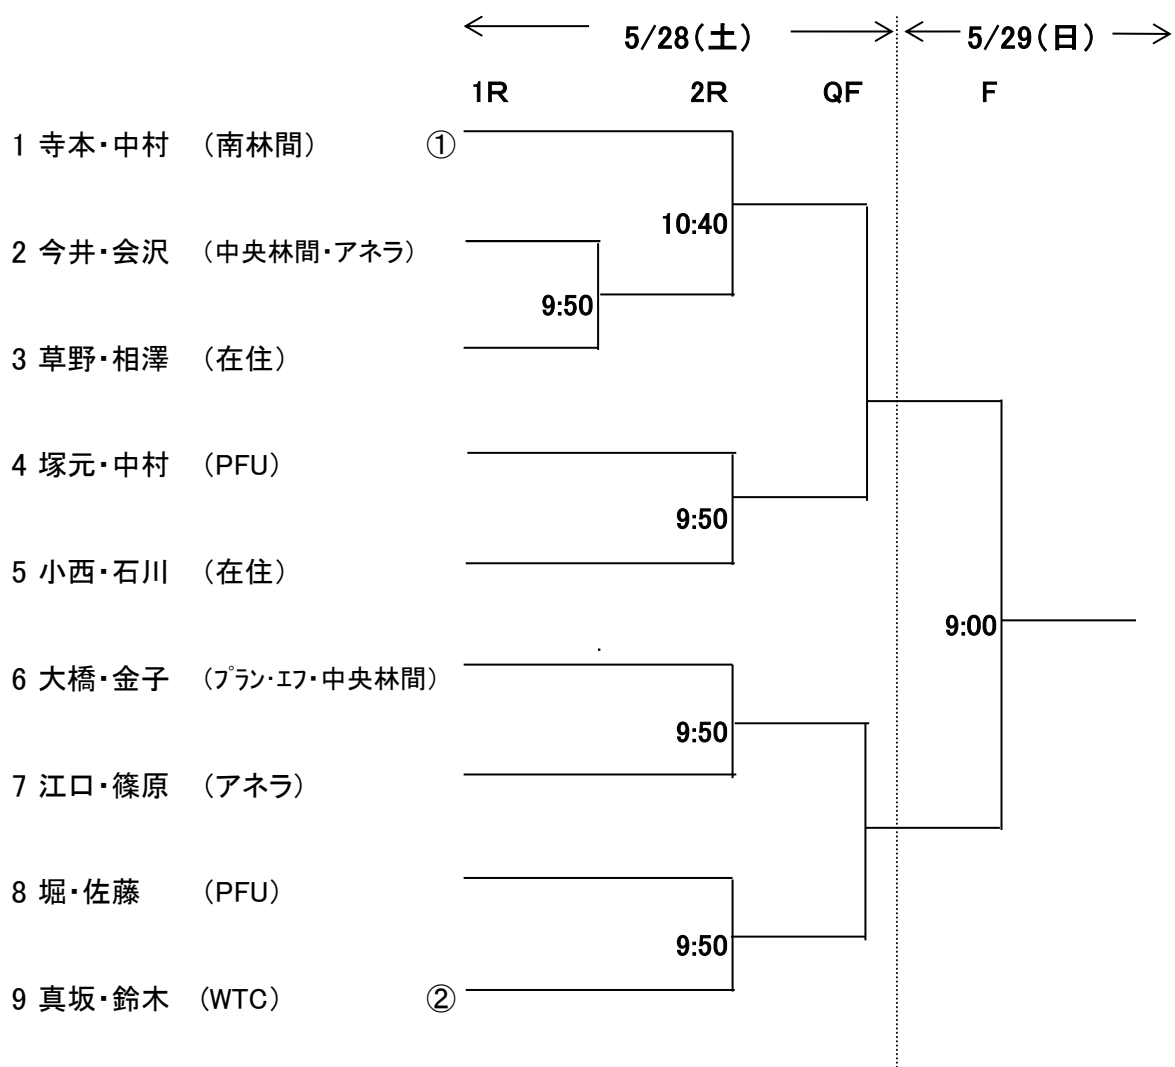 5/28(土) 5/29(日)
1R 2R QF F
1 寺本・中村 (南林間) ①
10:40
2 今井・会沢 (中央林間・アネラ)
9:50
3 草野・相澤 (在住)
4 塚元・中村 (PFU)
9:50
5 小西・石川 (在住)
9:00
6 大橋・金子 (プラン・エフ・中央林間)
9:50
7 江口・篠原 (アネラ)
8 堀・佐藤 (PFU)
9:50
9 真坂・鈴木 (WTC) ②